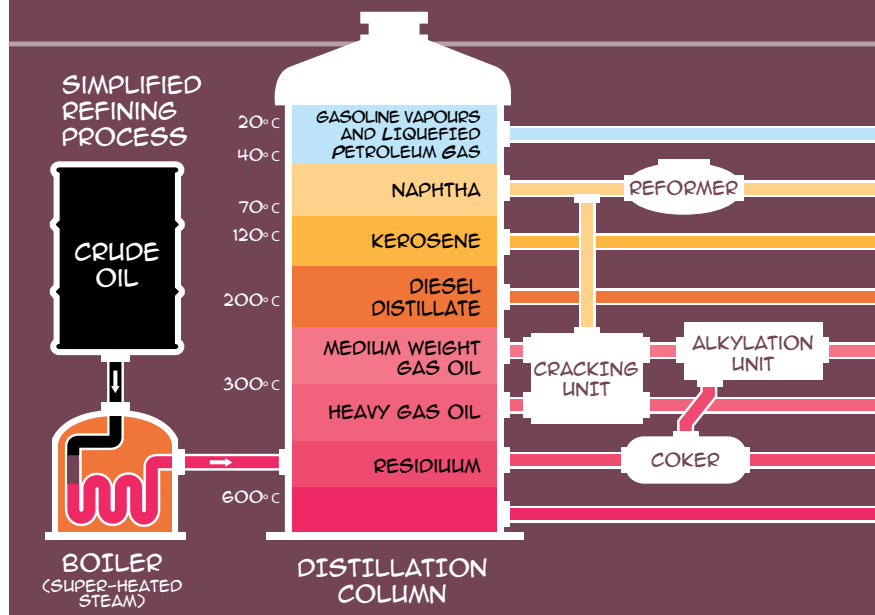 SIMPLIFIED
REFINING
PROCESS
CRUDE
OIL
BOILER
(SUPER-HEATED
STEAM)
20°C
40°C
70°C
120°C
200°C
300°C
600°C
GASOLINE VAPOURS
AND LIQUEFIED
PETROLEUM GAS
NAPHTHA
KEROSENE
DIESEL
DISTILLATE
MEDIUM WEIGHT
GAS OIL
HEAVY GAS OIL
RESIDIUUM
DISTILLATION
COLUMN
REFORMER
CRACKING
UNIT
ALKYLATION
UNIT
COKER